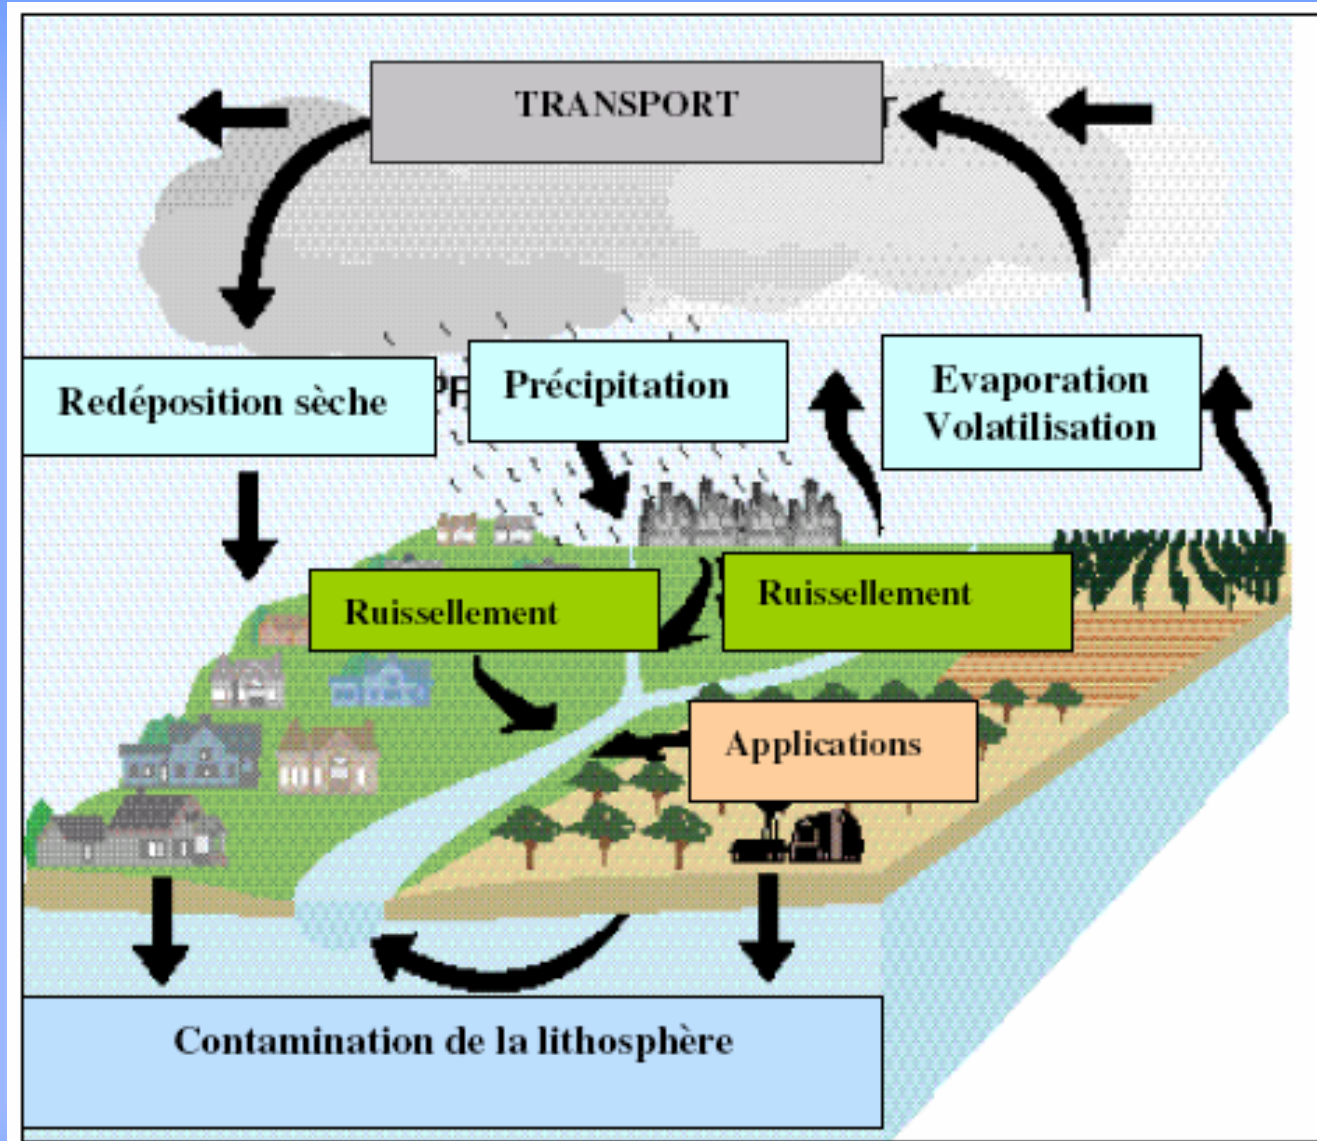 TRANSPORT
Redéposition sèche
Précipitation
Evaporation
Volatilisation
Ruissellement
Ruissellement
Applications
Contamination de la lithosphère